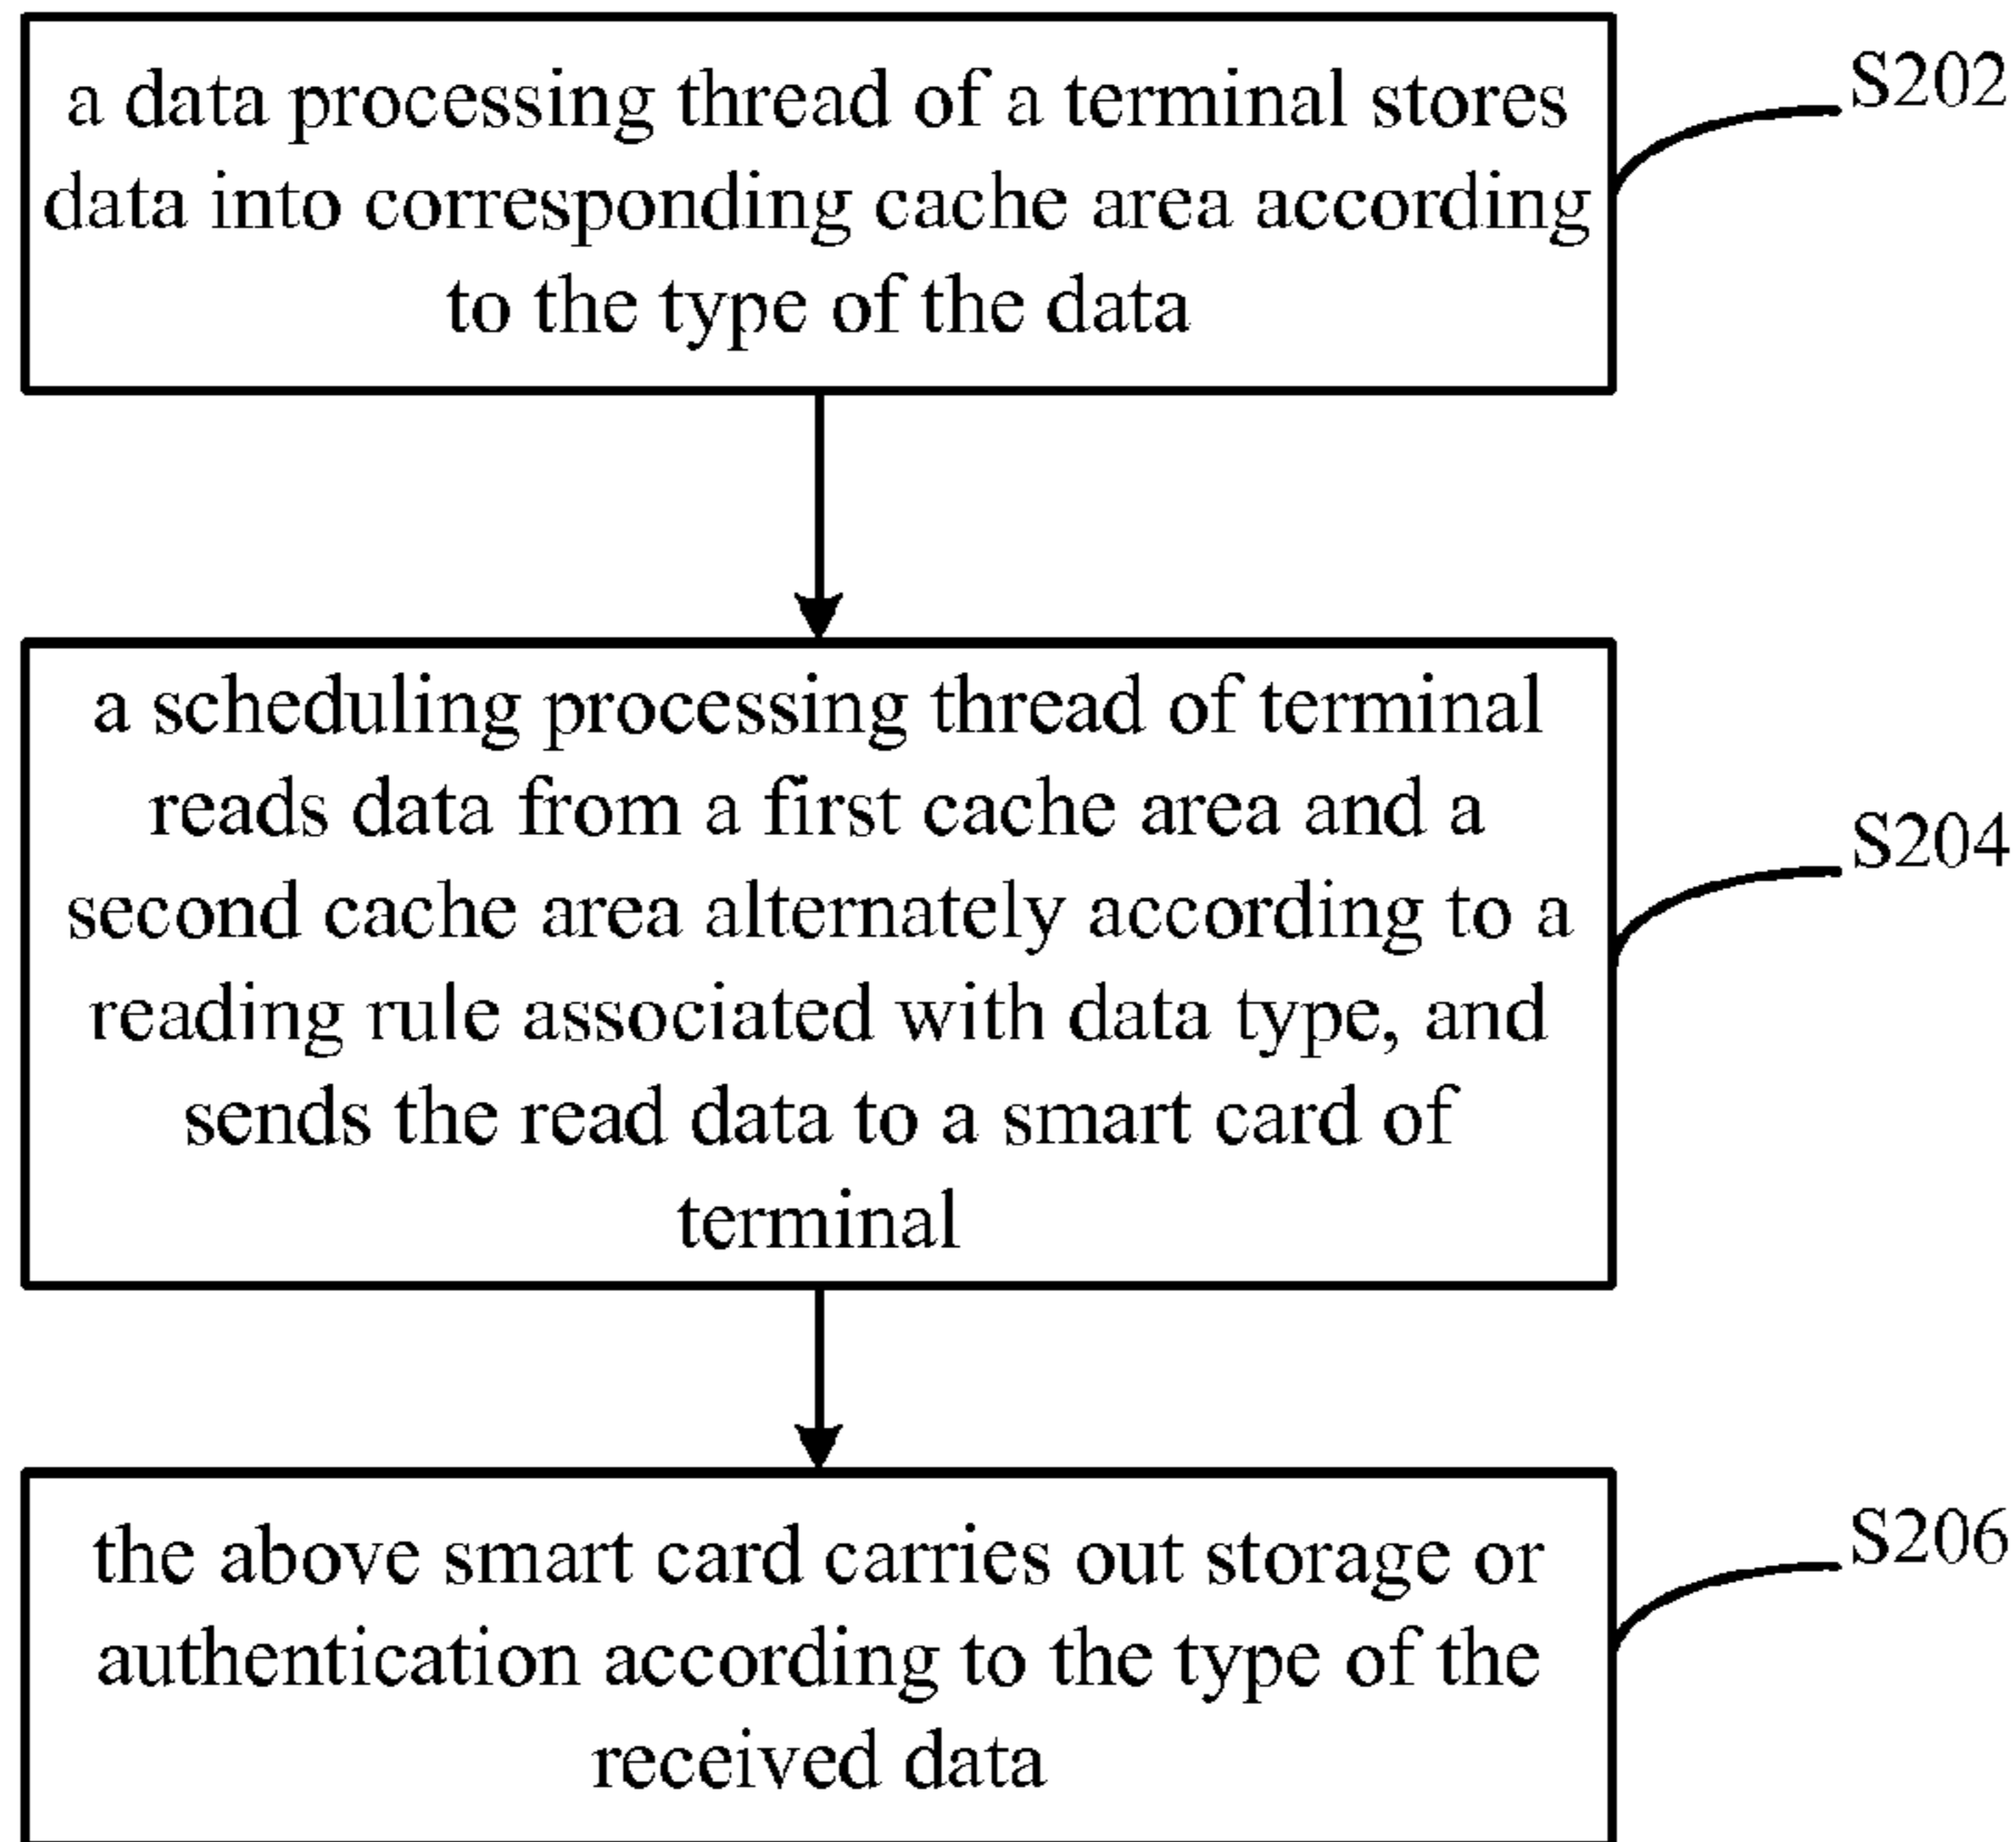 a data processing thread of a terminal stores
data into corresponding cache area according
to the type of the data
S202
a scheduling processing thread of terminal
reads data from a first cache area and a
second cache area alternately according to a
reading rule associated with data type, and
sends the read data to a smart card of
terminal
S204
the above smart card carries out storage or
authentication according to the type of the
received data
S206